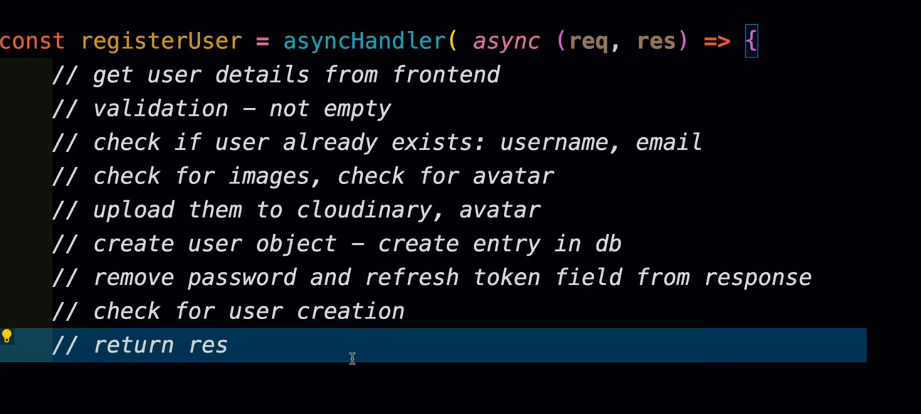 const registerUser = asyncHandler( async (req, res) => {
// get user details from frontend
// validation - not empty
// check if user already exists: username, email
// check for images, check for avatar
// upload them to cloudinary, avatar
// create user object - create entry in db
// remove password and refresh token field from response
// check for user creation
// return res